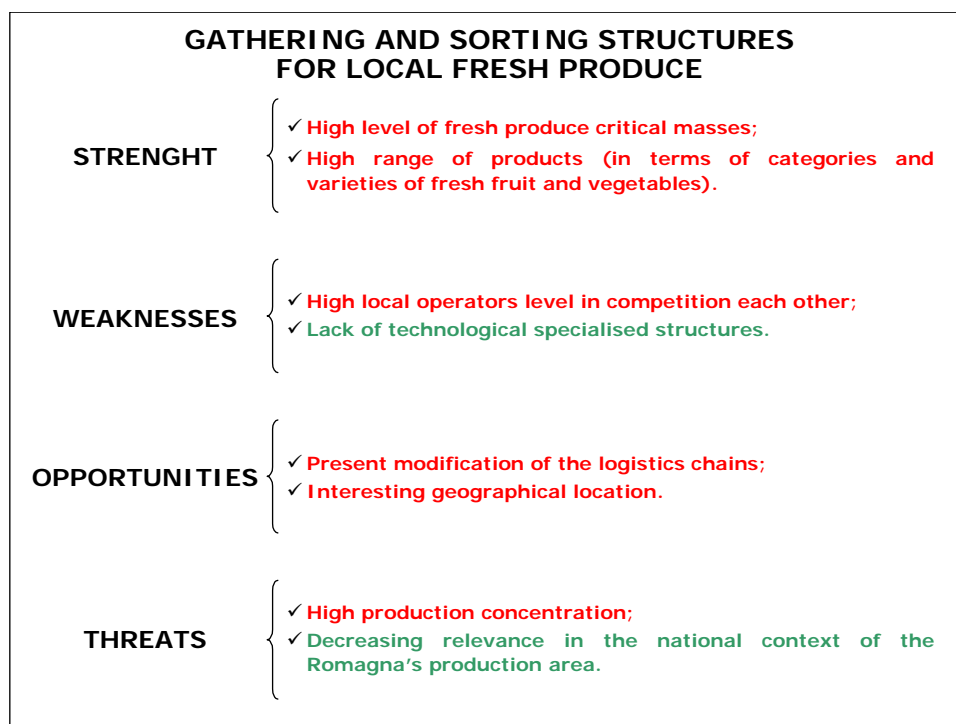 GATHERING AND SORTING STRUCTURES
FOR LOCAL FRESH PRODUCE
STRENGHT
✓ High level of fresh produce critical masses;
✓ High range of products (in terms of categories and
varieties of fresh fruit and vegetables).
WEAKNESSES
✓ High local operators level in competition each other;
✓ Lack of technological specialised structures.
OPPORTUNITIES
✓ Present modification of the logistics chains;
✓ Interesting geographical location.
THREATS
✓ High production concentration;
✓ Decreasing relevance in the national context of the
Romagna's production area.